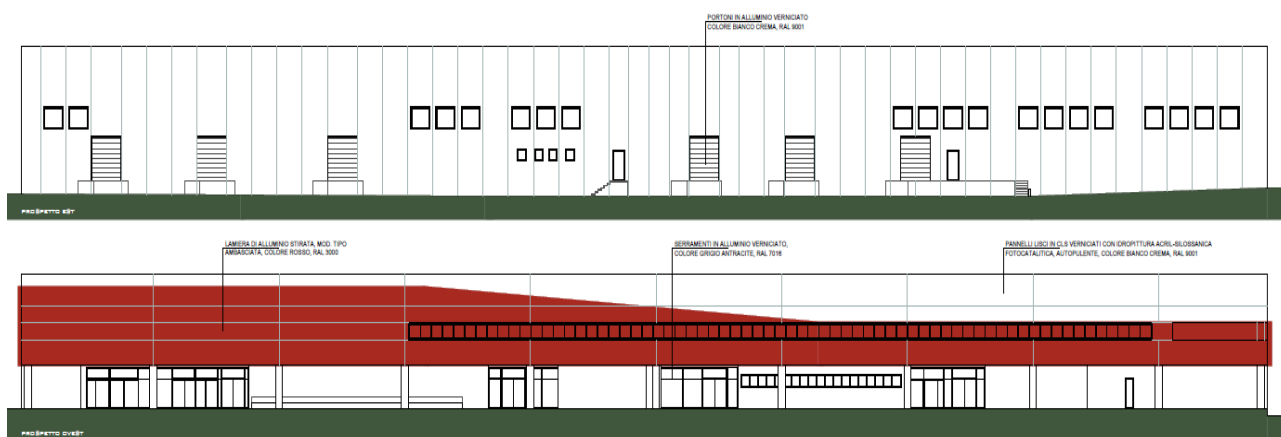 PORTONI IN ALLUMINIO VERNICIATO
COLORE BIANCO CREMA, RAL 9001
PROSPETTO EST
LAMIERA DI ALLUMINIO STIRATA, MOD. TIPO
AMBASCIATA, COLORE ROSSO, RAL 3000
SERRAMENTI IN ALLUMINIO VERNICIATO,
COLORE GRIGIO ANTRACITE, RAL 7016
PANNELLI LISCI IN CLS VERNICIATI CON IDROPITTURA ACRIL-SILOSSANICA
FOTOCATALITICA, AUTOPULENTE, COLORE BIANCO CREMA, RAL 9001
PROSPETTO OVEST